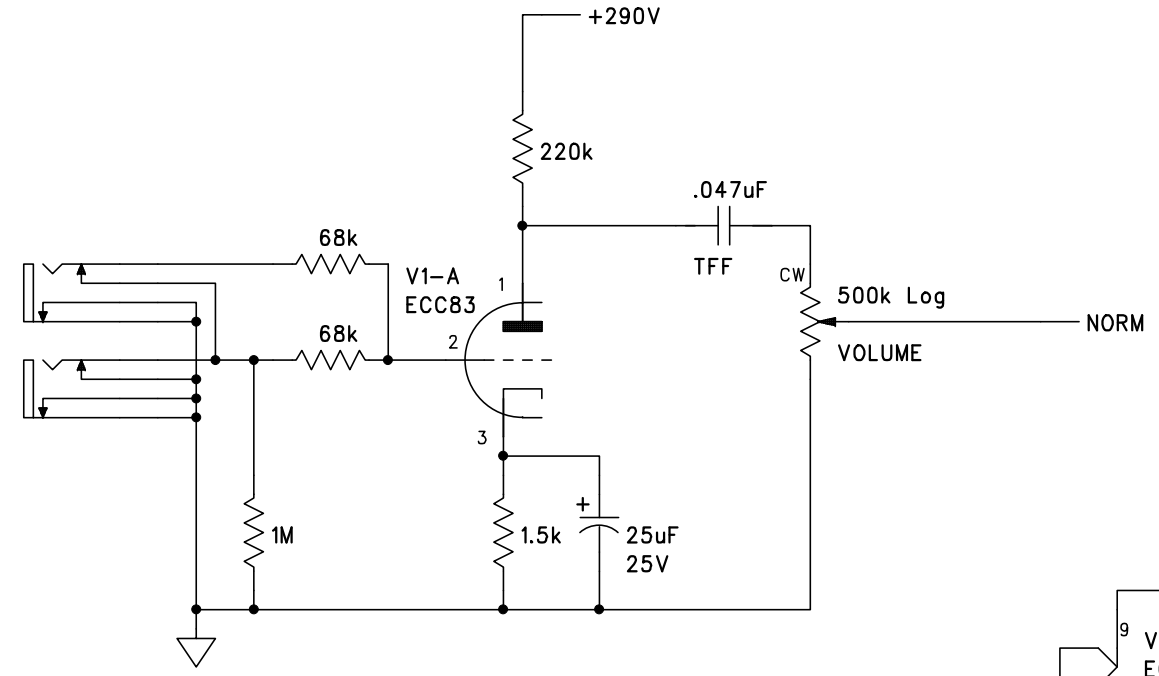 +290V
220k
.047uF
TFF
68k
V1-A
ECC83
1
CW
500k Log
NORM
VOLUME
68k
2
3
1M
1.5k
+
25uF
25V
9